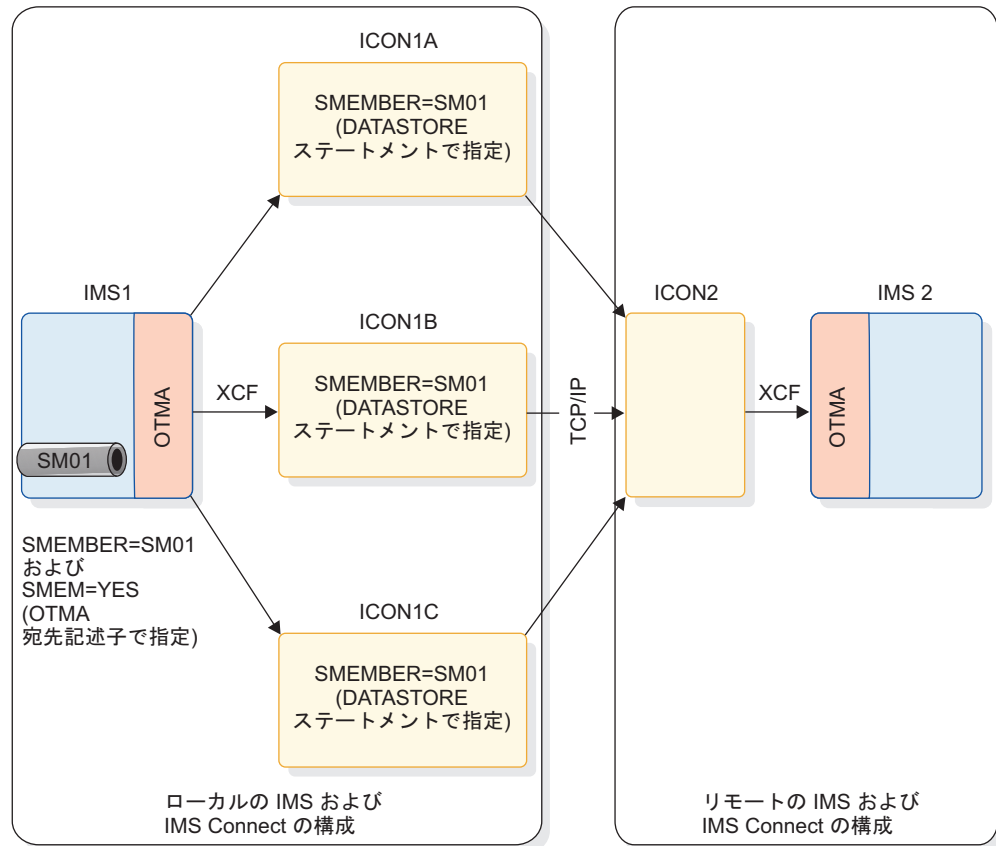 ICON1A
SMEMBER=SM01
(DATASTORE
ステートメントで指定)
IMS1
OTMA
SM01
SMEMBER=SM01
および
SMEM=YES
(OTMA
宛先記述子で指定)
XCF
ICON1B
SMEMBER=SM01
(DATASTORE
ステートメントで指定)
TCP/IP
ICON2
XCF
IMS 2
OTMA
ICON1C
SMEMBER=SM01
(DATASTORE
ステートメントで指定)
ローカルの IMS および
IMS Connect の構成
リモートの IMS および
IMS Connect の構成